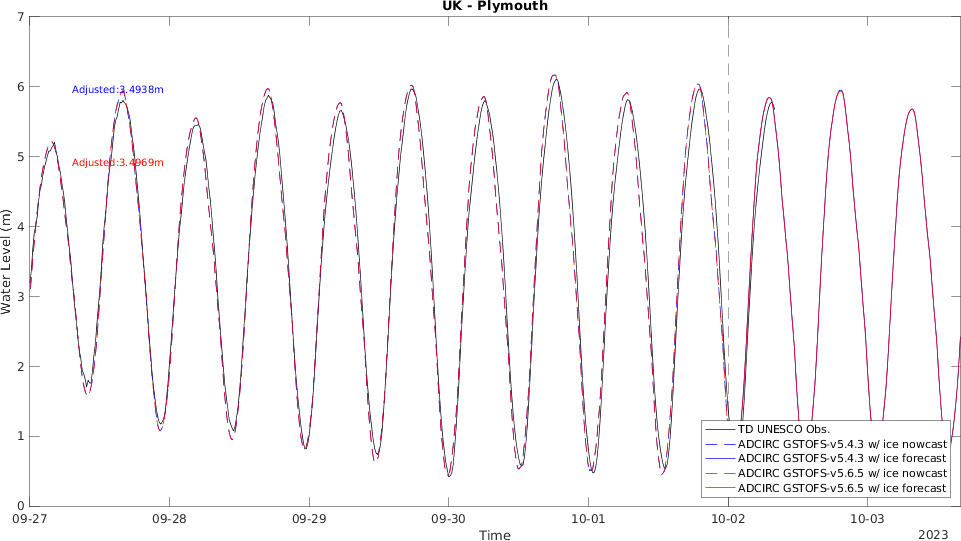 UK - Plymouth
7
6
5
4
3
2
1
0
Water Level (m)
Adjusted:3.4938m
Adjusted:3.4969m
TD UNESCO Obs.
ADCIRC GSTOFS-v5.4.3 w/ ice nowcast
ADCIRC GSTOFS-v5.4.3 w/ ice forecast
ADCIRC GSTOFS-v5.6.5 w/ ice nowcast
ADCIRC GSTOFS-v5.6.5 w/ ice forecast
09-27 09-28 09-29 09-30 10-01 10-02 10-03
Time
2023